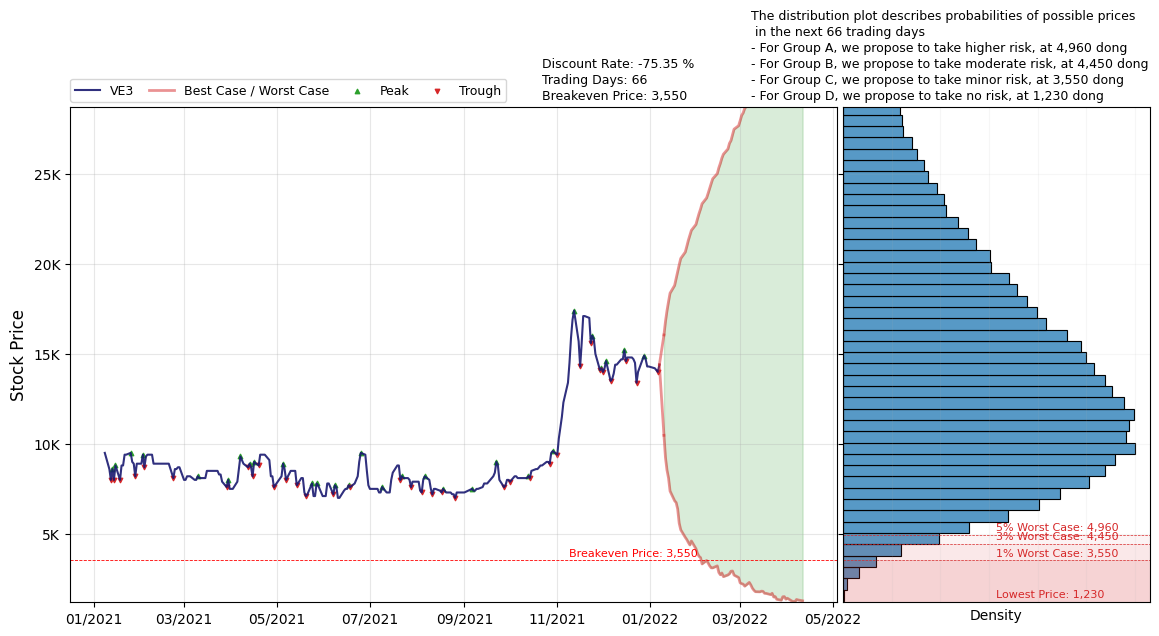 The distribution plot describes probabilities of possible prices
in the next 66 trading days
- For Group A, we propose to take higher risk, at 4,960 dong
- For Group B, we propose to take moderate risk, at 4,450 dong
- For Group C, we propose to take minor risk, at 3,550 dong
- For Group D, we propose to take no risk, at 1,230 dong
Discount Rate: -75.35 %
Trading Days: 66
Breakeven Price: 3,550
VE3
Best Case / Worst Case
Peak
Trough
Stock Price
25K
20K
15K
10K
5K
Breakeven Price: 3,550
5% Worst Case: 4,960
3% Worst Case: 4,450
1% Worst Case: 3,550
Lowest Price: 1,230
01/2021 03/2021 05/2021 07/2021 09/2021 11/2021 01/2022 03/2022 05/2022
Density